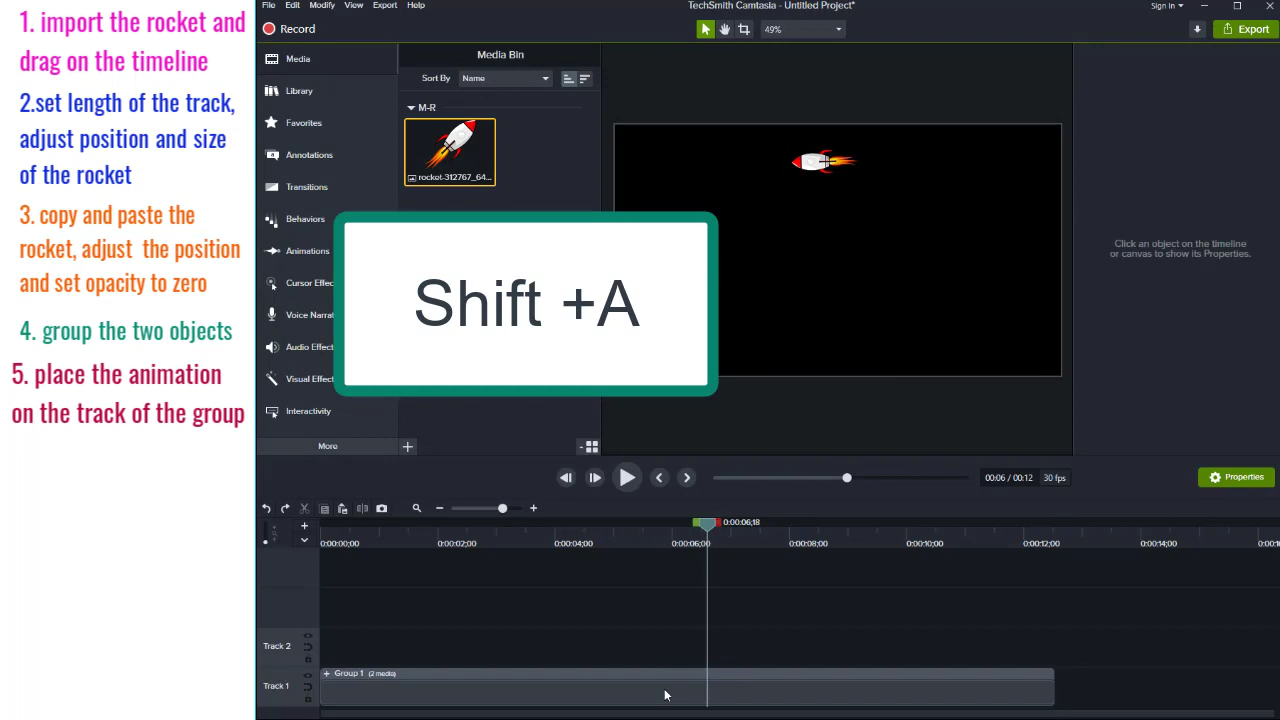 1. import the rocket and
drag on the timeline
2.set length of the track,
adjust position and size
of the rocket
3. copy and paste the
rocket, adjust the position
and set opacity to zero
4. group the two objects
5. place the animation
on the track of the group
File Edit Modify View Export Help
TechSmith Camtasia - Untitled Project*
Sign In
Record
49%
Export
Media
Library
Favorites
Annotations
Transitions
Behaviors
Animations
Cursor Effec
Voice Narrat
Audio Effect
Visual Effect
Interactivity
More
Media Bin
Sort By Name
M-R
rocket-312767_64...
Shift +A
Click an object on the timeline
or canvas to show its Properties.
00:06 / 00:12 30 fps
Properties
0:00:06;18
0:00:00;00 0:00:02;00 0:00:04;00 0:00:06;00 0:00:08;00 0:00:10;00 0:00:12;00 0:00:14;00
Track 2
Group 1 (2 media)
Track 1